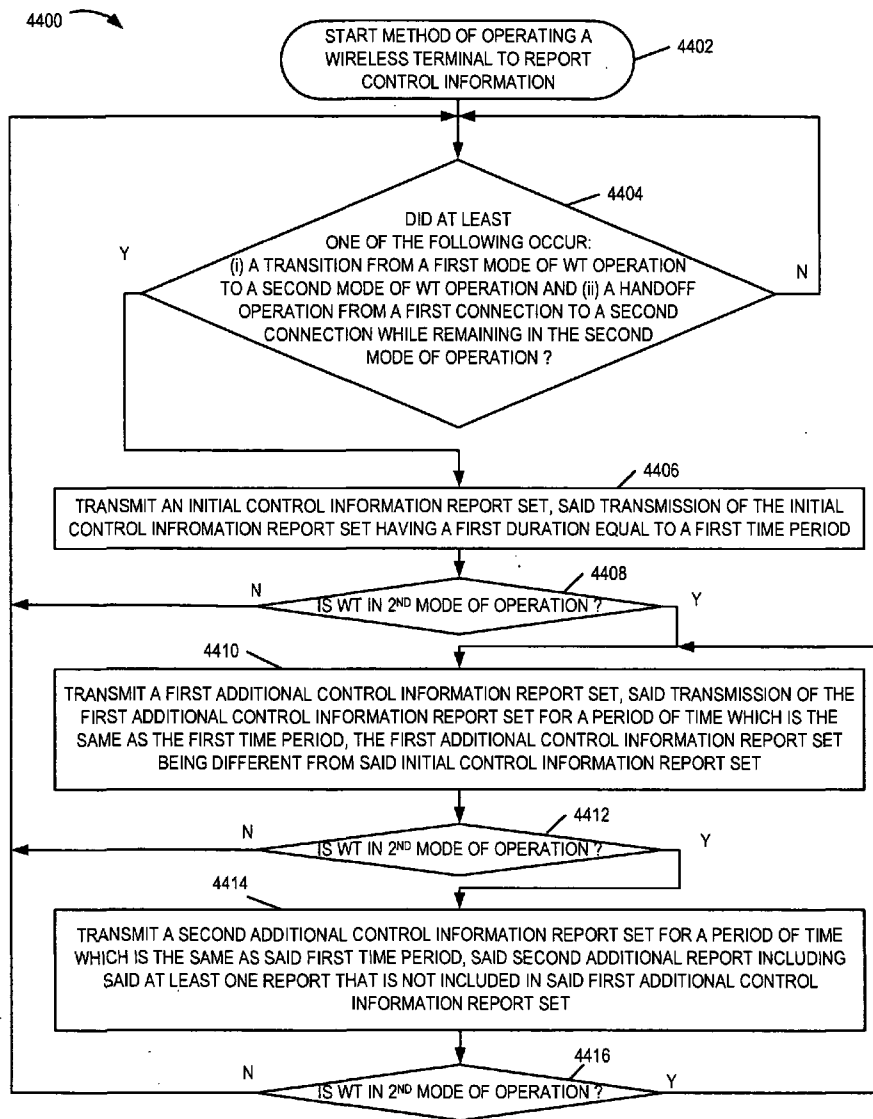 4400
START METHOD OF OPERATING A
WIRELESS TERMINAL TO REPORT
CONTROL INFORMATION
4402
4404
DID AT LEAST
ONE OF THE FOLLOWING OCCUR:
(i) A TRANSITION FROM A FIRST MODE OF WT OPERATION
TO A SECOND MODE OF WT OPERATION AND (ii) A HANDOFF
OPERATION FROM A FIRST CONNECTION TO A SECOND
CONNECTION WHILE REMAINING IN THE SECOND
MODE OF OPERATION ?
Y
N
4406
TRANSMIT AN INITIAL CONTROL INFORMATION REPORT SET, SAID TRANSMISSION OF THE INITIAL
CONTROL INFROMATION REPORT SET HAVING A FIRST DURATION EQUAL TO A FIRST TIME PERIOD
4408
N
IS WT IN 2ND MODE OF OPERATION ?
Y
4410
TRANSMIT A FIRST ADDITIONAL CONTROL INFORMATION REPORT SET, SAID TRANSMISSION OF THE
FIRST ADDITIONAL CONTROL INFORMATION REPORT SET FOR A PERIOD OF TIME WHICH IS THE
SAME AS THE FIRST TIME PERIOD, THE FIRST ADDITIONAL CONTROL INFORMATION REPORT SET
BEING DIFFERENT FROM SAID INITIAL CONTROL INFORMATION REPORT SET
4412
N
IS WT IN 2ND MODE OF OPERATION ?
Y
4414
TRANSMIT A SECOND ADDITIONAL CONTROL INFORMATION REPORT SET FOR A PERIOD OF TIME
WHICH IS THE SAME AS SAID FIRST TIME PERIOD, SAID SECOND ADDITIONAL REPORT INCLUDING
SAID AT LEAST ONE REPORT THAT IS NOT INCLUDED IN SAID FIRST ADDITIONAL CONTROL
INFORMATION REPORT SET
4416
N
IS WT IN 2ND MODE OF OPERATION ?
Y